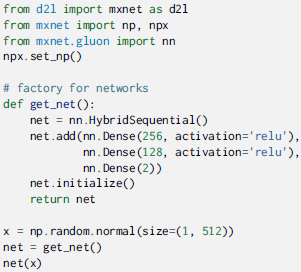 from d2l import mxnet as d2l
from mxnet import np, npx
from mxnet.gluon import nn
npx.set_np()

# factory for networks
def get_net():
    net = nn.HybridSequential()
    net.add(nn.Dense(256, activation='relu'),
            nn.Dense(128, activation='relu'),
            nn.Dense(2))
    net.initialize()
    return net

x = np.random.normal(size=(1, 512))
net = get_net()
net(x)